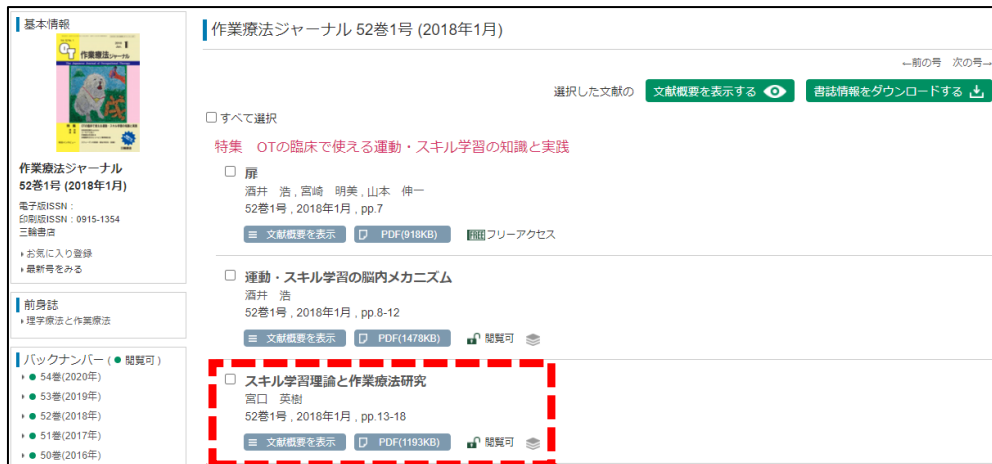 基本情報
OT
作業療法ジャーナル
1
作業療法ジャーナル
52巻1号 (2018年1月)
電子版ISSN :
印刷版ISSN : 0915-1354
三輪書店
お気に入り登録
最新号をみる
前身誌
理学療法と作業療法
バックナンバー ( ● 閲覧可 )
54巻(2020年)
53巻(2019年)
52巻(2018年)
51巻(2017年)
50巻(2016年)
作業療法ジャーナル 52巻1号 (2018年1月)
←前の号 次の号→
選択した文献の 文献概要を表示する 書誌情報をダウンロードする
すべて選択
特集 OTの臨床で使える運動・スキル学習の知識と実践
扉
酒井 浩 , 宮崎 明美 , 山本 伸一
52巻1号 , 2018年1月 , pp.7
文献概要を表示 PDF(918KB) FREE フリーアクセス
運動・スキル学習の脳内メカニズム
酒井 浩
52巻1号 , 2018年1月 , pp.8-12
文献概要を表示 PDF(1478KB) 閲覧可
スキル学習理論と作業療法研究
宮口 英樹
52巻1号 , 2018年1月 , pp.13-18
文献概要を表示 PDF(1193KB) 閲覧可